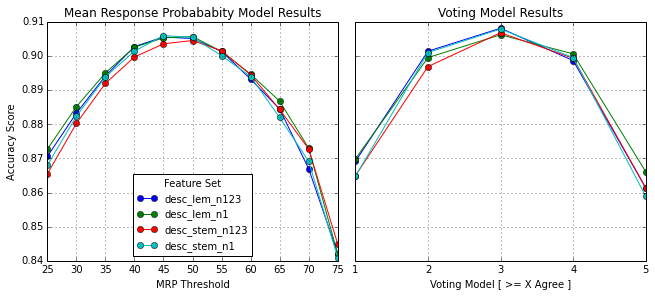 Mean Response Probababity Model Results
Voting Model Results
Accuracy Score
0.91
0.90
0.89
0.88
0.87
0.86
0.85
0.84
Feature Set
desc_lem_n123
desc_lem_n1
desc_stem_n123
desc_stem_n1
25 30 35 40 45 50 55 60 65 70 75
1 2 3 4 5
MRP Threshold
Voting Model [ >= X Agree ]